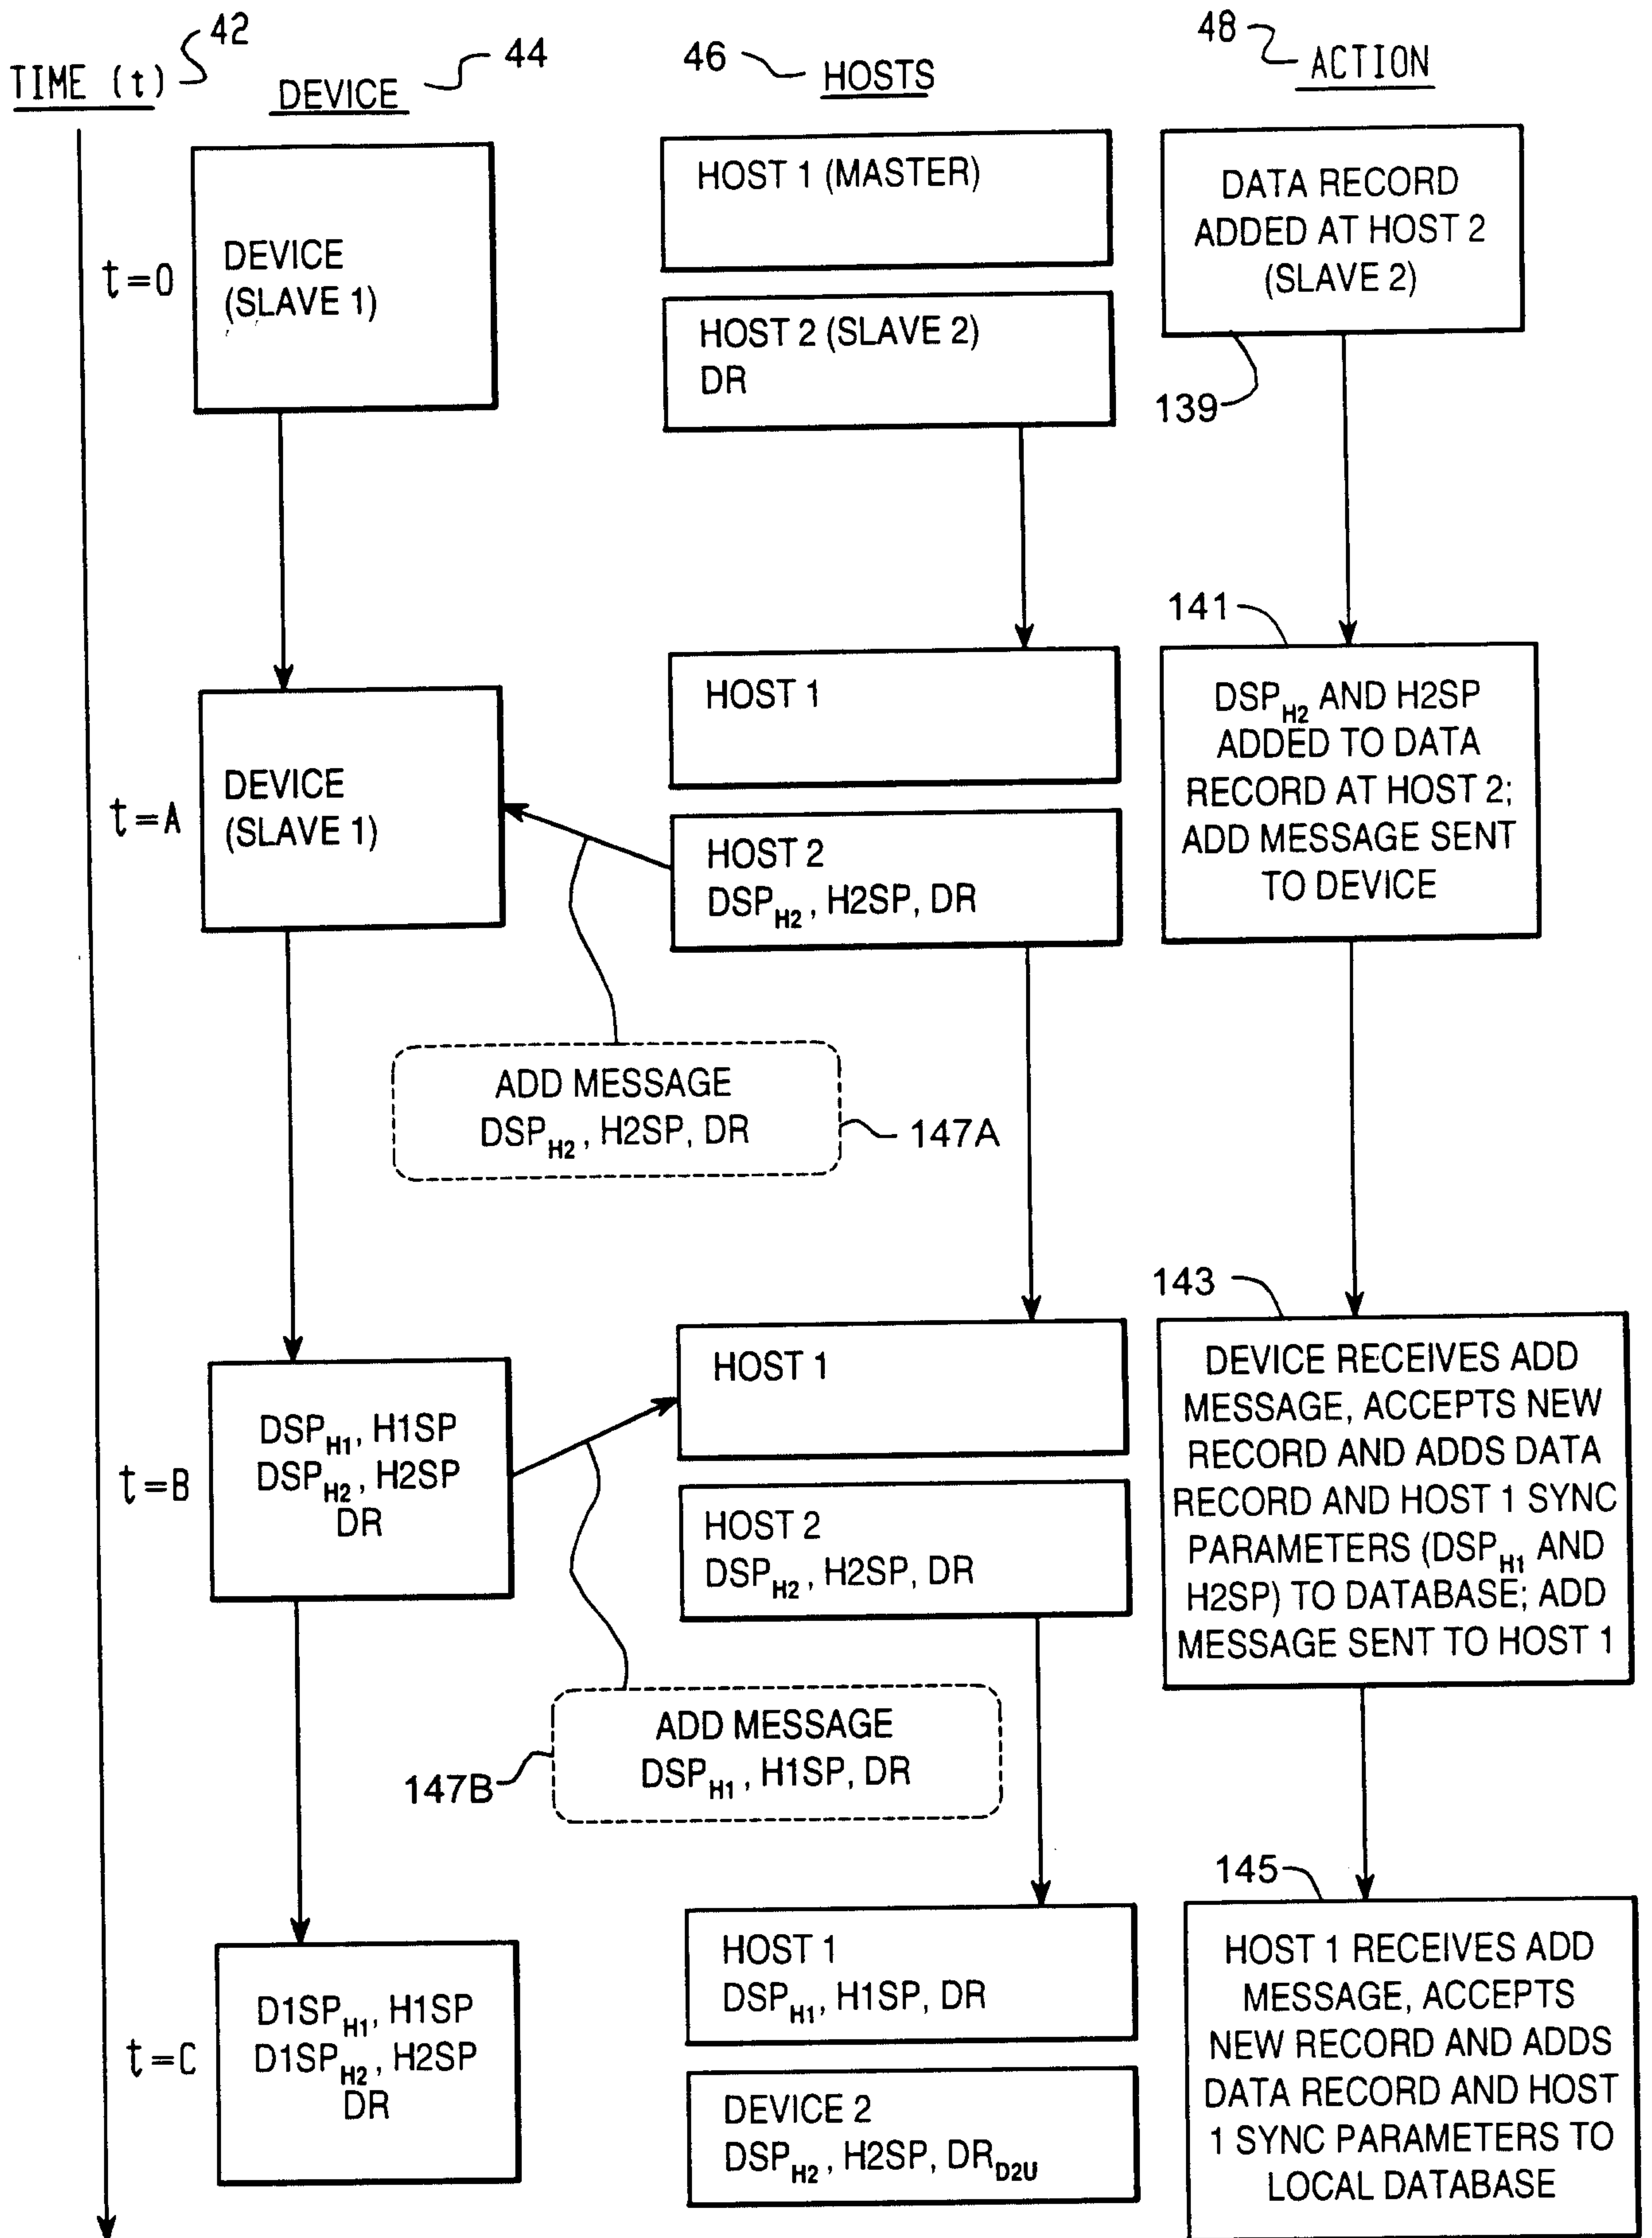 TIME (t)
42
DEVICE
44
46
HOSTS
48
ACTION
t=0
DEVICE
(SLAVE 1)
HOST 1 (MASTER)
HOST 2 (SLAVE 2)
DR
DATA RECORD
ADDED AT HOST 2
(SLAVE 2)
139
t=A
DEVICE
(SLAVE 1)
HOST 1
HOST 2
DSPH2, H2SP, DR
141
DSPH2 AND H2SP
ADDED TO DATA
RECORD AT HOST 2;
ADD MESSAGE SENT
TO DEVICE
ADD MESSAGE
DSPH2, H2SP, DR
147A
t=B
DSPH1, H1SP
DSPH2, H2SP
DR
HOST 1
HOST 2
DSPH2, H2SP, DR
143
DEVICE RECEIVES ADD
MESSAGE, ACCEPTS NEW
RECORD AND ADDS DATA
RECORD AND HOST 1 SYNC
PARAMETERS (DSPH1 AND
H2SP) TO DATABASE; ADD
MESSAGE SENT TO HOST 1
ADD MESSAGE
DSPH1, H1SP, DR
147B
t=C
D1SPH1, H1SP
D1SPH2, H2SP
DR
HOST 1
DSPH1, H1SP, DR
DEVICE 2
DSPH2, H2SP, DRD2U
145
HOST 1 RECEIVES ADD
MESSAGE, ACCEPTS
NEW RECORD AND ADDS
DATA RECORD AND HOST
1 SYNC PARAMETERS TO
LOCAL DATABASE